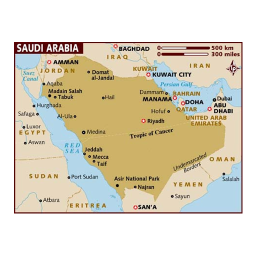 SAUDI ARABIA
BAGHDAD
500 km
300 miles
IRAQ
IRAN
AMMAN
JORDAN
KUWAIT
KUWAIT CITY
Suez
Canal
Aqaba
Domat
al-Jandal
Madain Salah
Tabuk
Persian Gulf
Hurghada
Hail
Dammam
BAHRAIN
MANAMA
Dubai
Safaga
DOHA
ABU
DHABI
Al-Ula
Hofuf
QATAR
Luxor
Riyadh
UNITED ARAB
EMIRATES
EGYPT
Medina
Tropic of Cancer
Aswan
RED
SEA
Jeddah
Mecca
Taif
Undemarcated
Borders
OMAN
SUDAN
Port Sudan
Asir National Park
Najran
YEMEN
Salalah
Atbara
Sayun
ERITREA
SAN'A